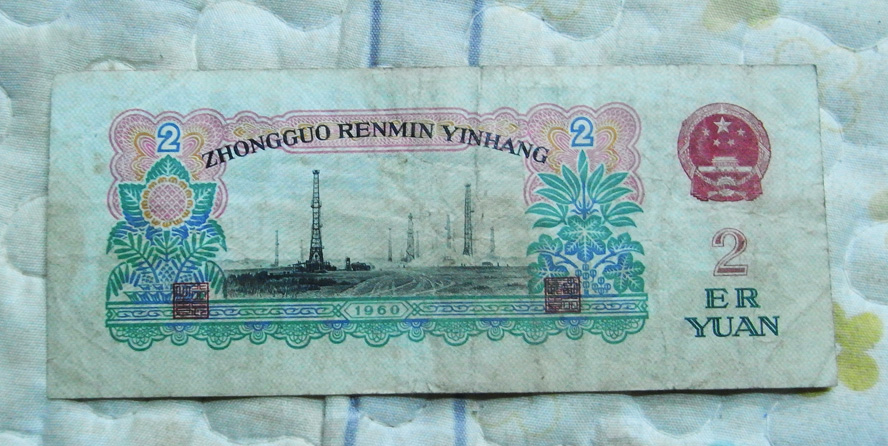 2
2
ZHONGGUO RENMIN YINHANG
2
ER
YUAN
1960